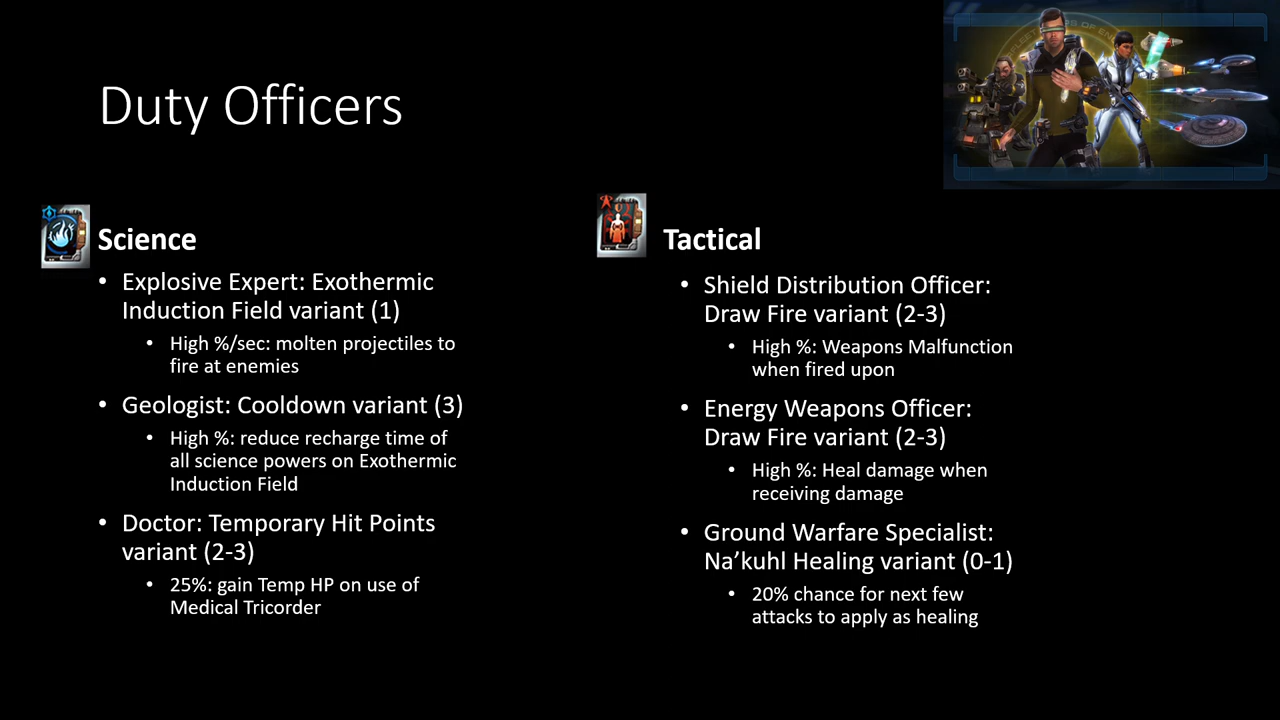 Duty Officers
Science
• Explosive Expert: Exothermic
Induction Field variant (1)
• High %/sec: molten projectiles to
fire at enemies
• Geologist: Cooldown variant (3)
• High %: reduce recharge time of
all science powers on Exothermic
Induction Field
• Doctor: Temporary Hit Points
variant (2-3)
• 25%: gain Temp HP on use of
Medical Tricorder
Tactical
• Shield Distribution Officer:
Draw Fire variant (2-3)
• High %: Weapons Malfunction
when fired upon
• Energy Weapons Officer:
Draw Fire variant (2-3)
• High %: Heal damage when
receiving damage
• Ground Warfare Specialist:
Na’kuhl Healing variant (0-1)
• 20% chance for next few
attacks to apply as healing